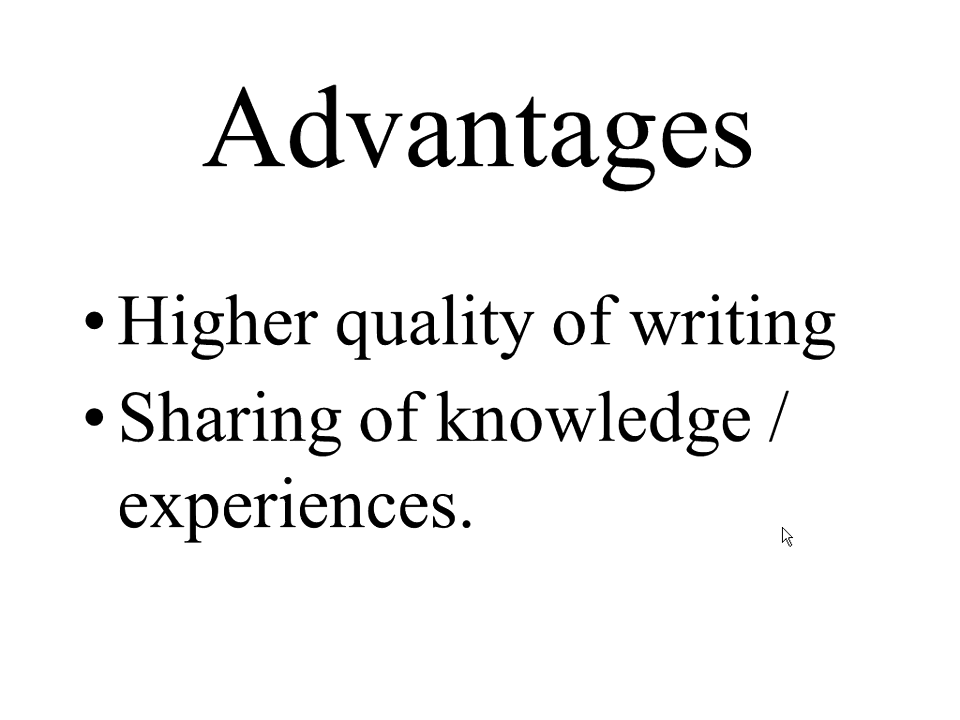 Advantages
•Higher quality of writing
•Sharing of knowledge /
experiences.